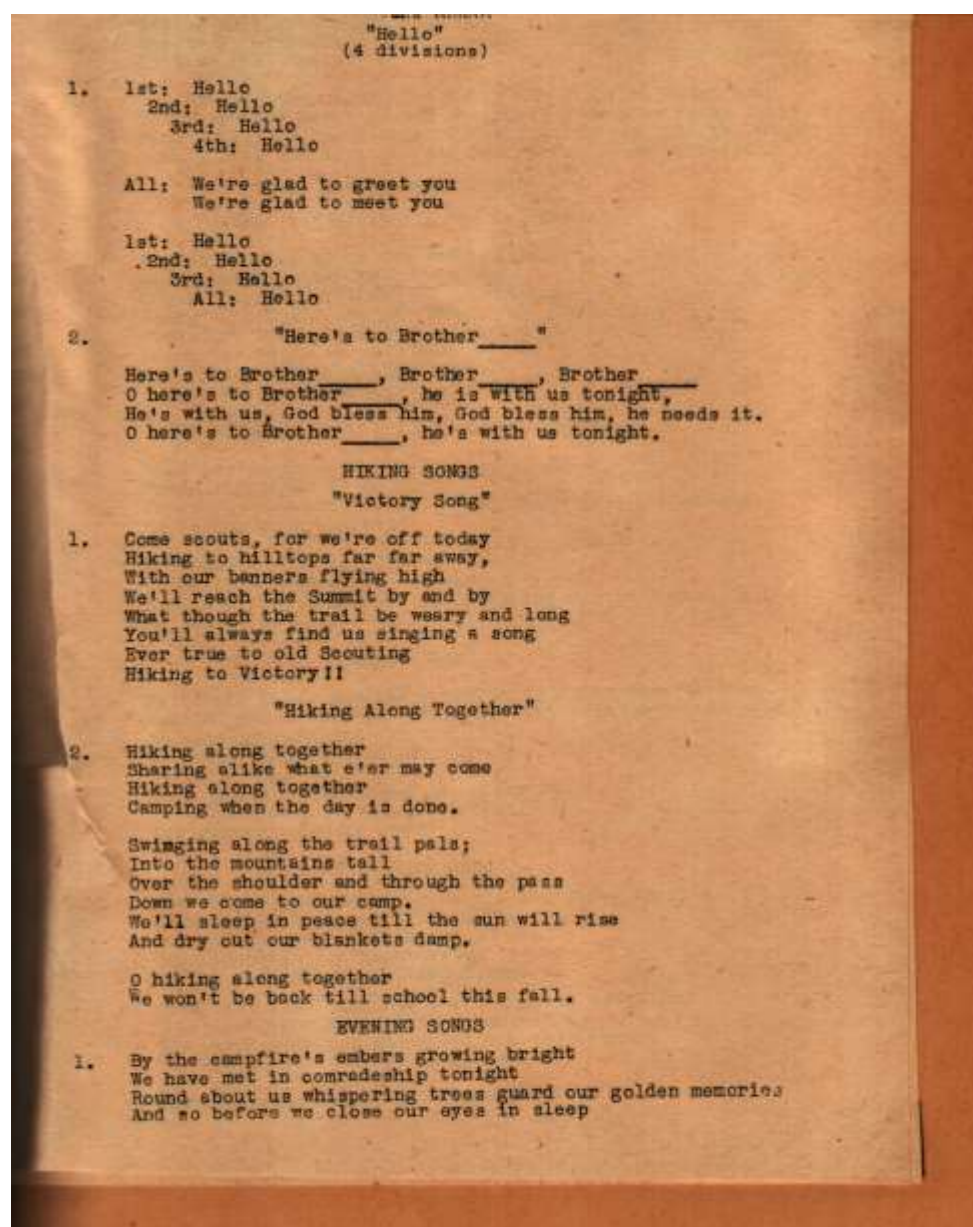 "Hello"
(4 divisions)
1. 1st: Hello
2nd: Hello
3rd: Hello
4th: Hello
All: We're glad to greet you
We're glad to meet you
1st: Hello
2nd: Hello
3rd: Hello
All: Hello
2. "Here's to Brother_____"
Here's to Brother_____, Brother_____, Brother_____
O here's to Brother_____, he is with us tonight,
He's with us, God bless him, God bless him, he needs it.
O here's to Brother_____, he's with us tonight.
HIKING SONGS
"Victory Song"
1. Come scouts, for we're off today
Hiking to hilltops far far away,
With our banners flying high
We'll reach the Summit by and by
What though the trail be weary and long
You'll always find us singing a song
Ever true to old Scouting
Hiking to Victory!!
"Hiking Along Together"
2. Hiking along together
Sharing alike what e'er may come
Hiking along together
Camping when the day is done.
Swinging along the trail pals;
Into the mountains tall
Over the shoulder and through the pass
Down we come to our camp.
We'll sleep in peace till the sun will rise
And dry out our blankets damp.
O hiking along together
We won't be back till school this fall.
EVENING SONGS
1. By the campfire's embers growing bright
We have met in comradeship tonight
Round about us whispering trees guard our golden memories
And so before we close our eyes in sleep